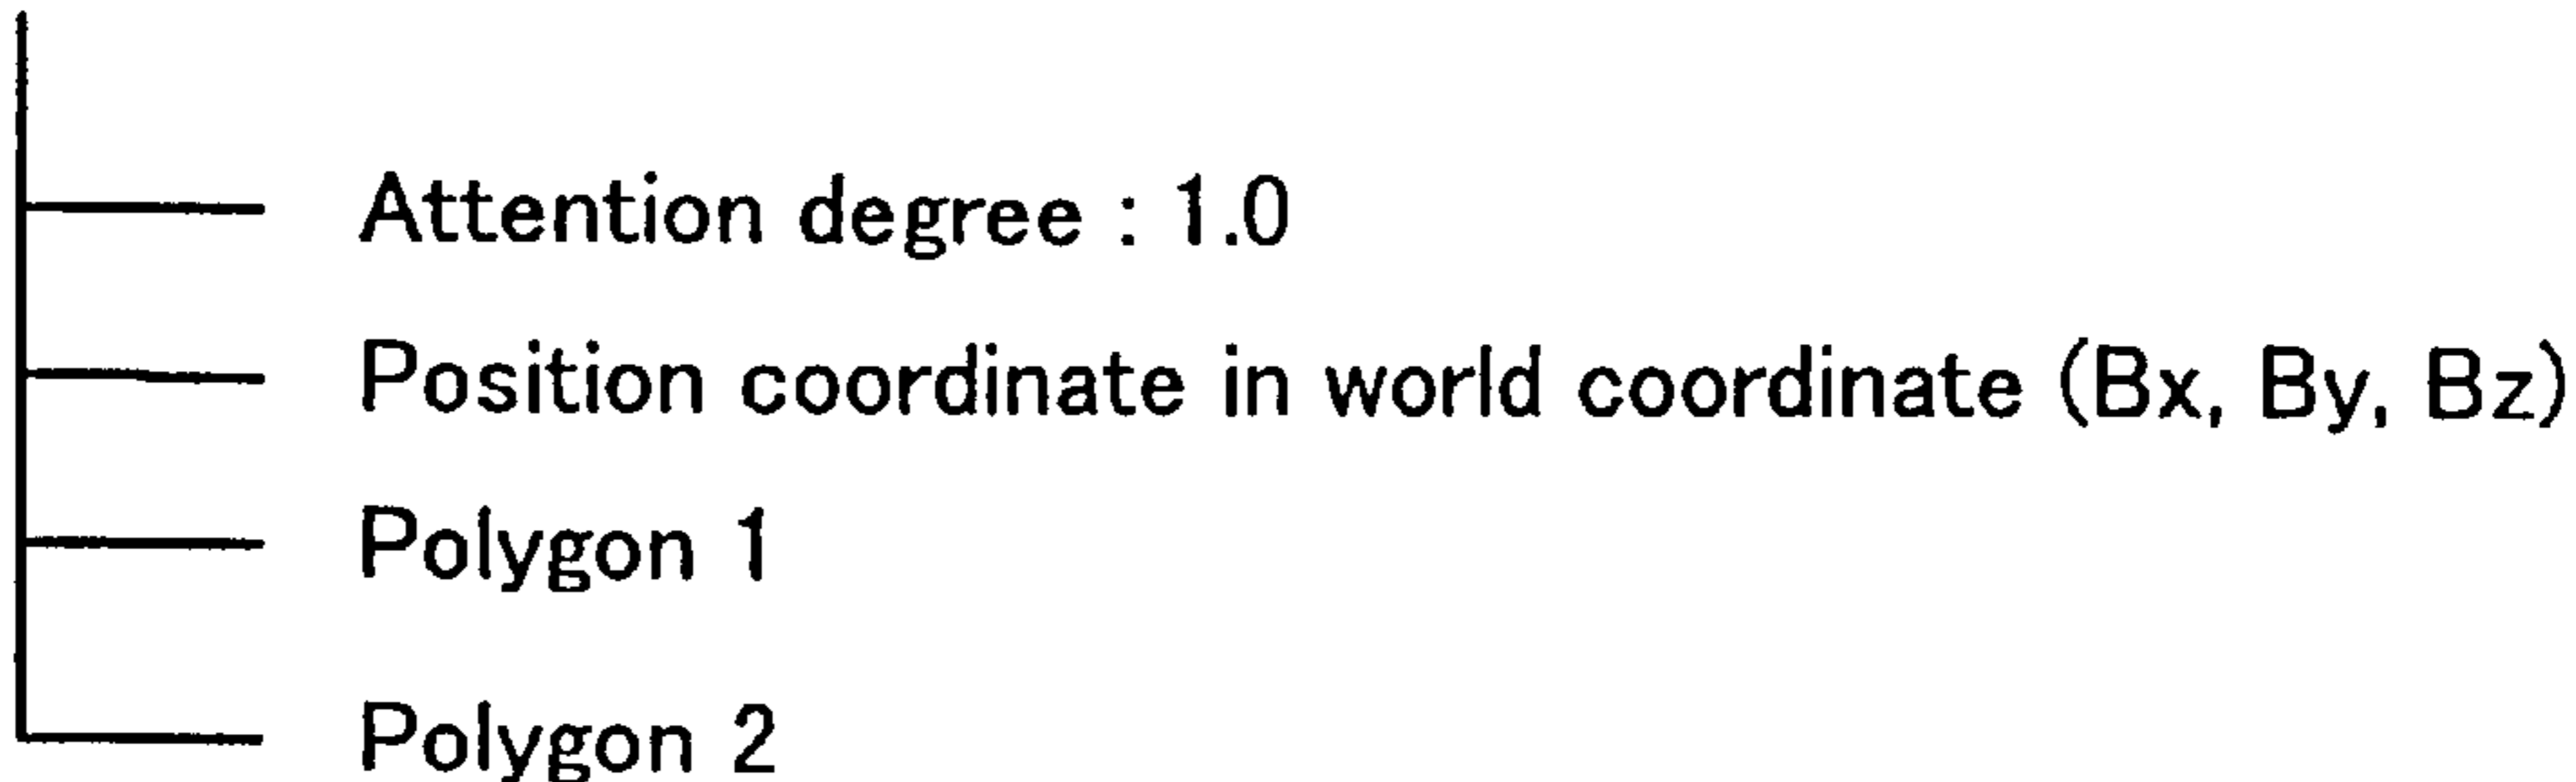 Attention degree : 1.0
Position coordinate in world coordinate (Bx, By, Bz)
Polygon 1
Polygon 2